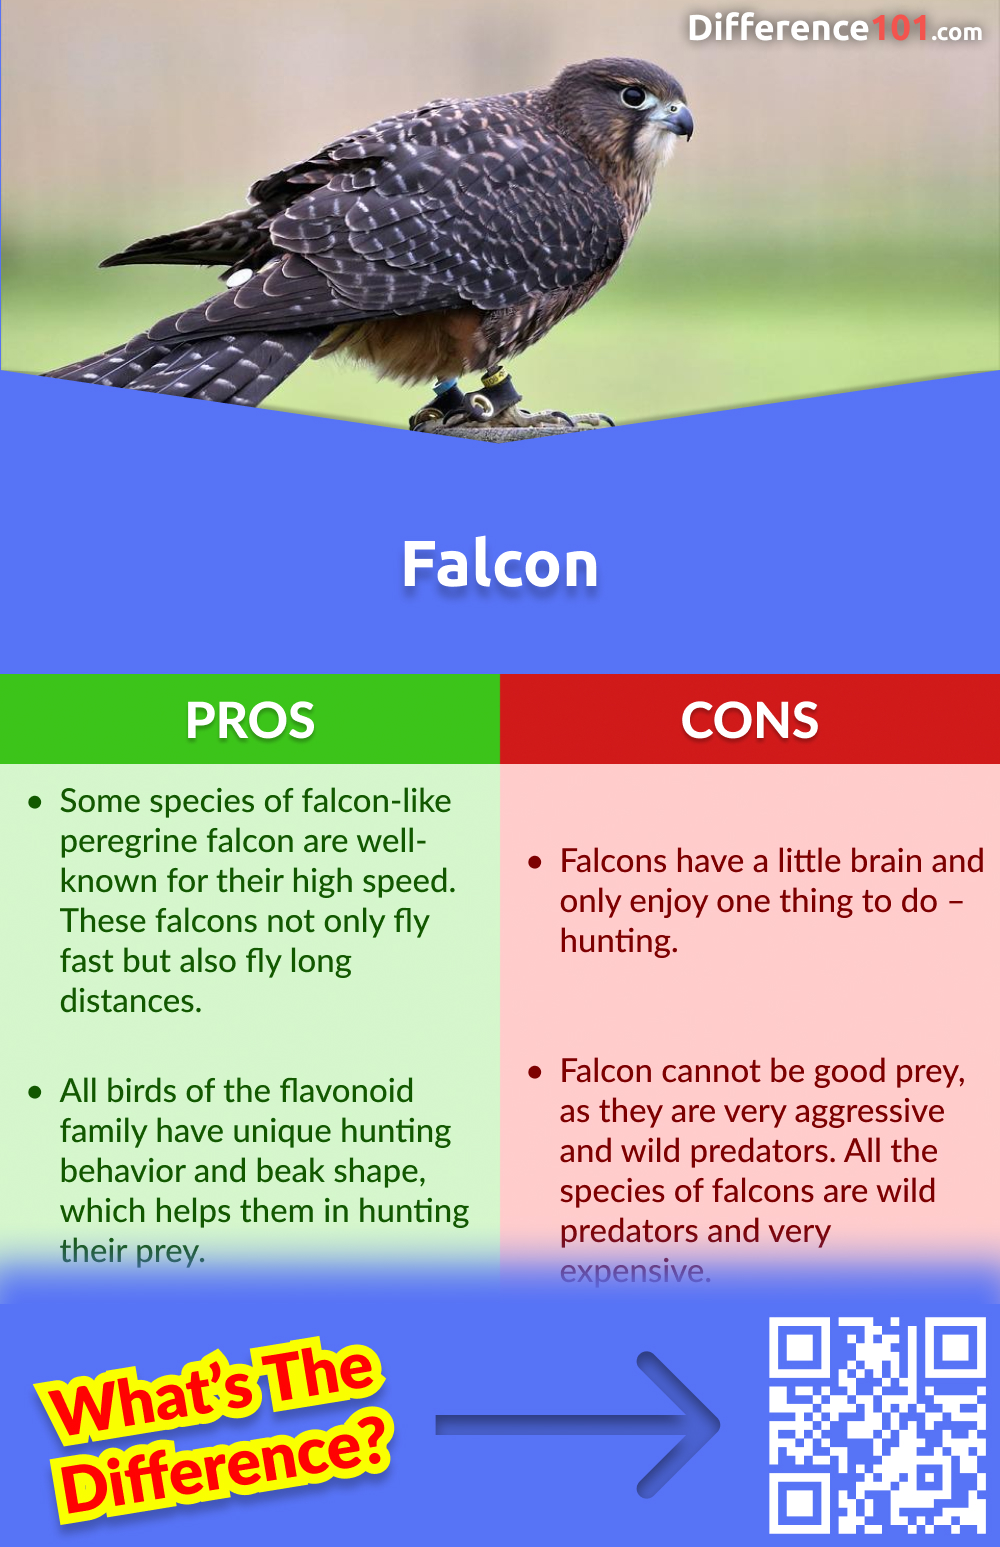 Difference101.com
Falcon
PROS
CONS
• Some species of falcon-like
peregrine falcon are well-
known for their high speed.
These falcons not only fly
fast but also fly long
distances.
• All birds of the flavonoid
family have unique hunting
behavior and beak shape,
which helps them in hunting
their prey.
• Falcons have a little brain and
only enjoy one thing to do –
hunting.
• Falcon cannot be good prey,
as they are very aggressive
and wild predators. All the
species of falcons are wild
predators and very
expensive.
What's The
Difference?